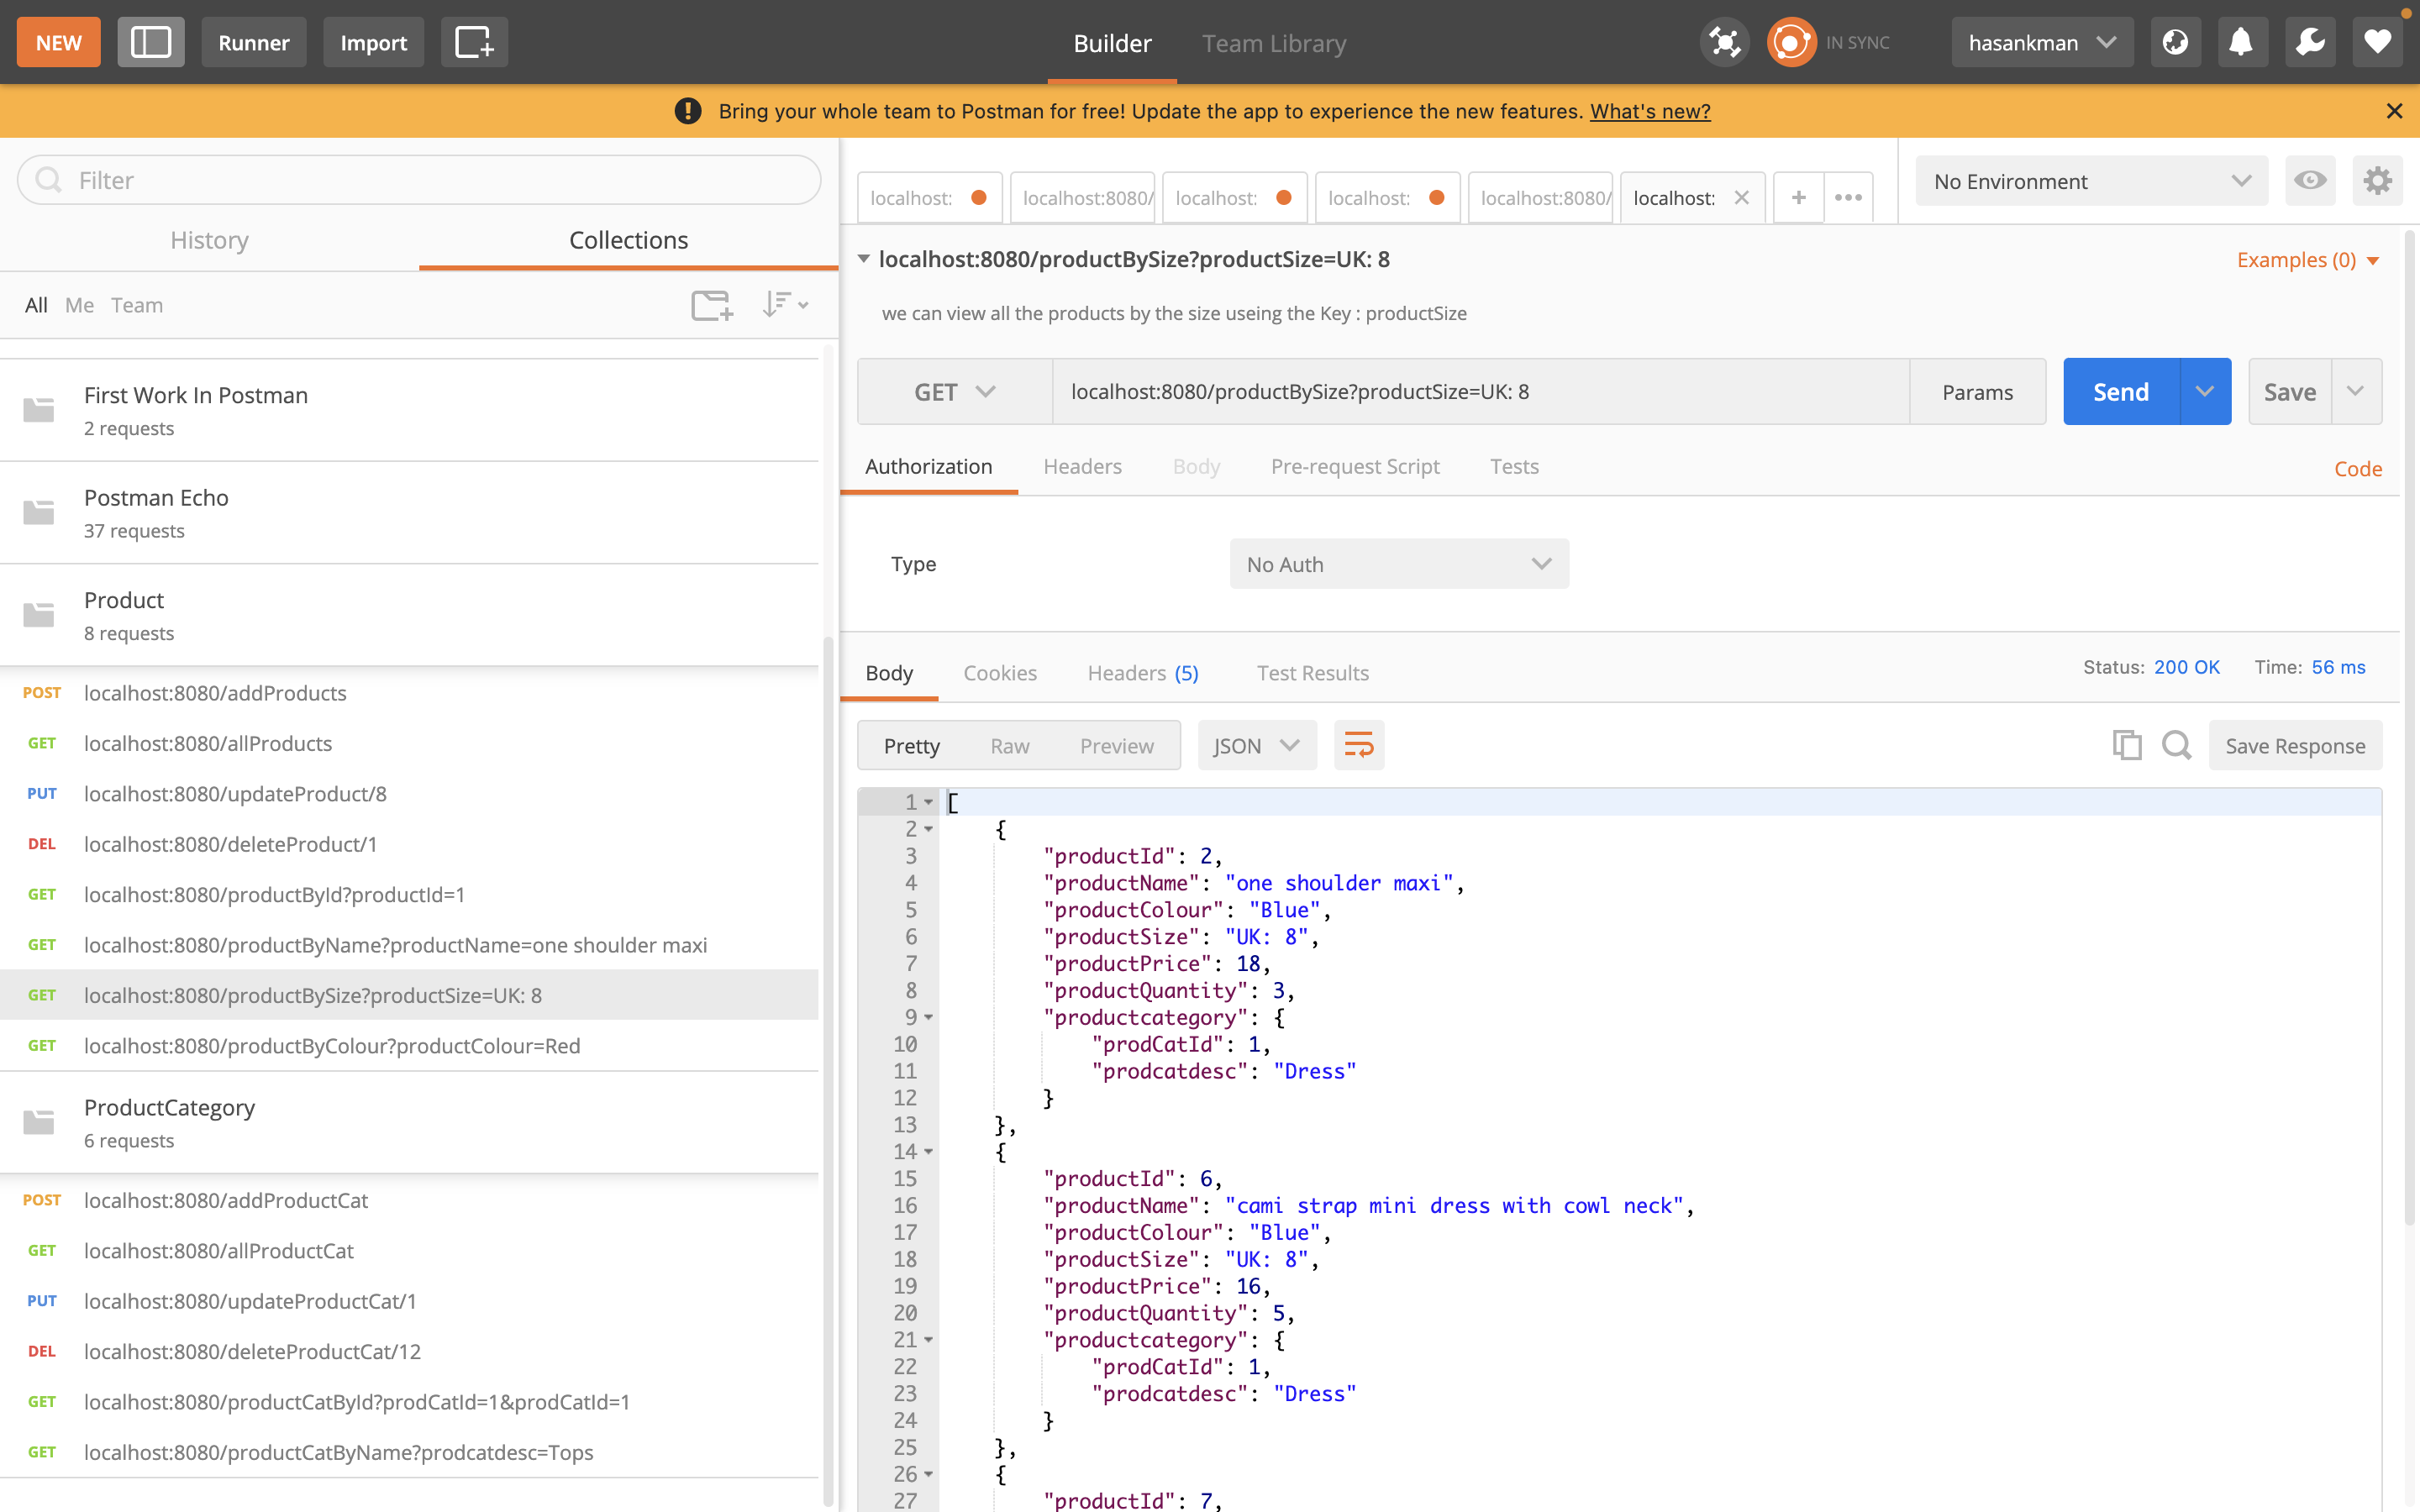 NEW Runner Import Builder Team Library IN SYNC hasankman
Bring your whole team to Postman for free! Update the app to experience the new features. What's new?
Filter
History Collections
All Me Team
First Work In Postman
2 requests
Postman Echo
37 requests
Product
8 requests
POST localhost:8080/addProducts
GET localhost:8080/allProducts
PUT localhost:8080/updateProduct/8
DEL localhost:8080/deleteProduct/1
GET localhost:8080/productById?productId=1
GET localhost:8080/productByName?productName=one shoulder maxi
GET localhost:8080/productBySize?productSize=UK: 8
GET localhost:8080/productByColour?productColour=Red
ProductCategory
6 requests
POST localhost:8080/addProductCat
GET localhost:8080/allProductCat
PUT localhost:8080/updateProductCat/1
DEL localhost:8080/deleteProductCat/12
GET localhost:8080/productCatById?prodCatId=1&prodCatId=1
GET localhost:8080/productCatByName?prodcatdesc=Tops
localhost: localhost:8080/ localhost: localhost: localhost:8080/ localhost: No Environment
localhost:8080/productBySize?productSize=UK: 8 Examples (0)
we can view all the products by the size useing the Key : productSize
GET localhost:8080/productBySize?productSize=UK: 8 Params Send Save
Authorization Headers Body Pre-request Script Tests Code
Type No Auth
Body Cookies Headers (5) Test Results Status: 200 OK Time: 56 ms
Pretty Raw Preview JSON Save Response
1 [
2 {
3 "productId": 2,
4 "productName": "one shoulder maxi",
5 "productColour": "Blue",
6 "productSize": "UK: 8",
7 "productPrice": 18,
8 "productQuantity": 3,
9 "productcategory": {
10 "prodCatId": 1,
11 "prodcatdesc": "Dress"
12 }
13 },
14 {
15 "productId": 6,
16 "productName": "cami strap mini dress with cowl neck",
17 "productColour": "Blue",
18 "productSize": "UK: 8",
19 "productPrice": 16,
20 "productQuantity": 5,
21 "productcategory": {
22 "prodCatId": 1,
23 "prodcatdesc": "Dress"
24 }
25 },
26 {
27 "productId": 7,